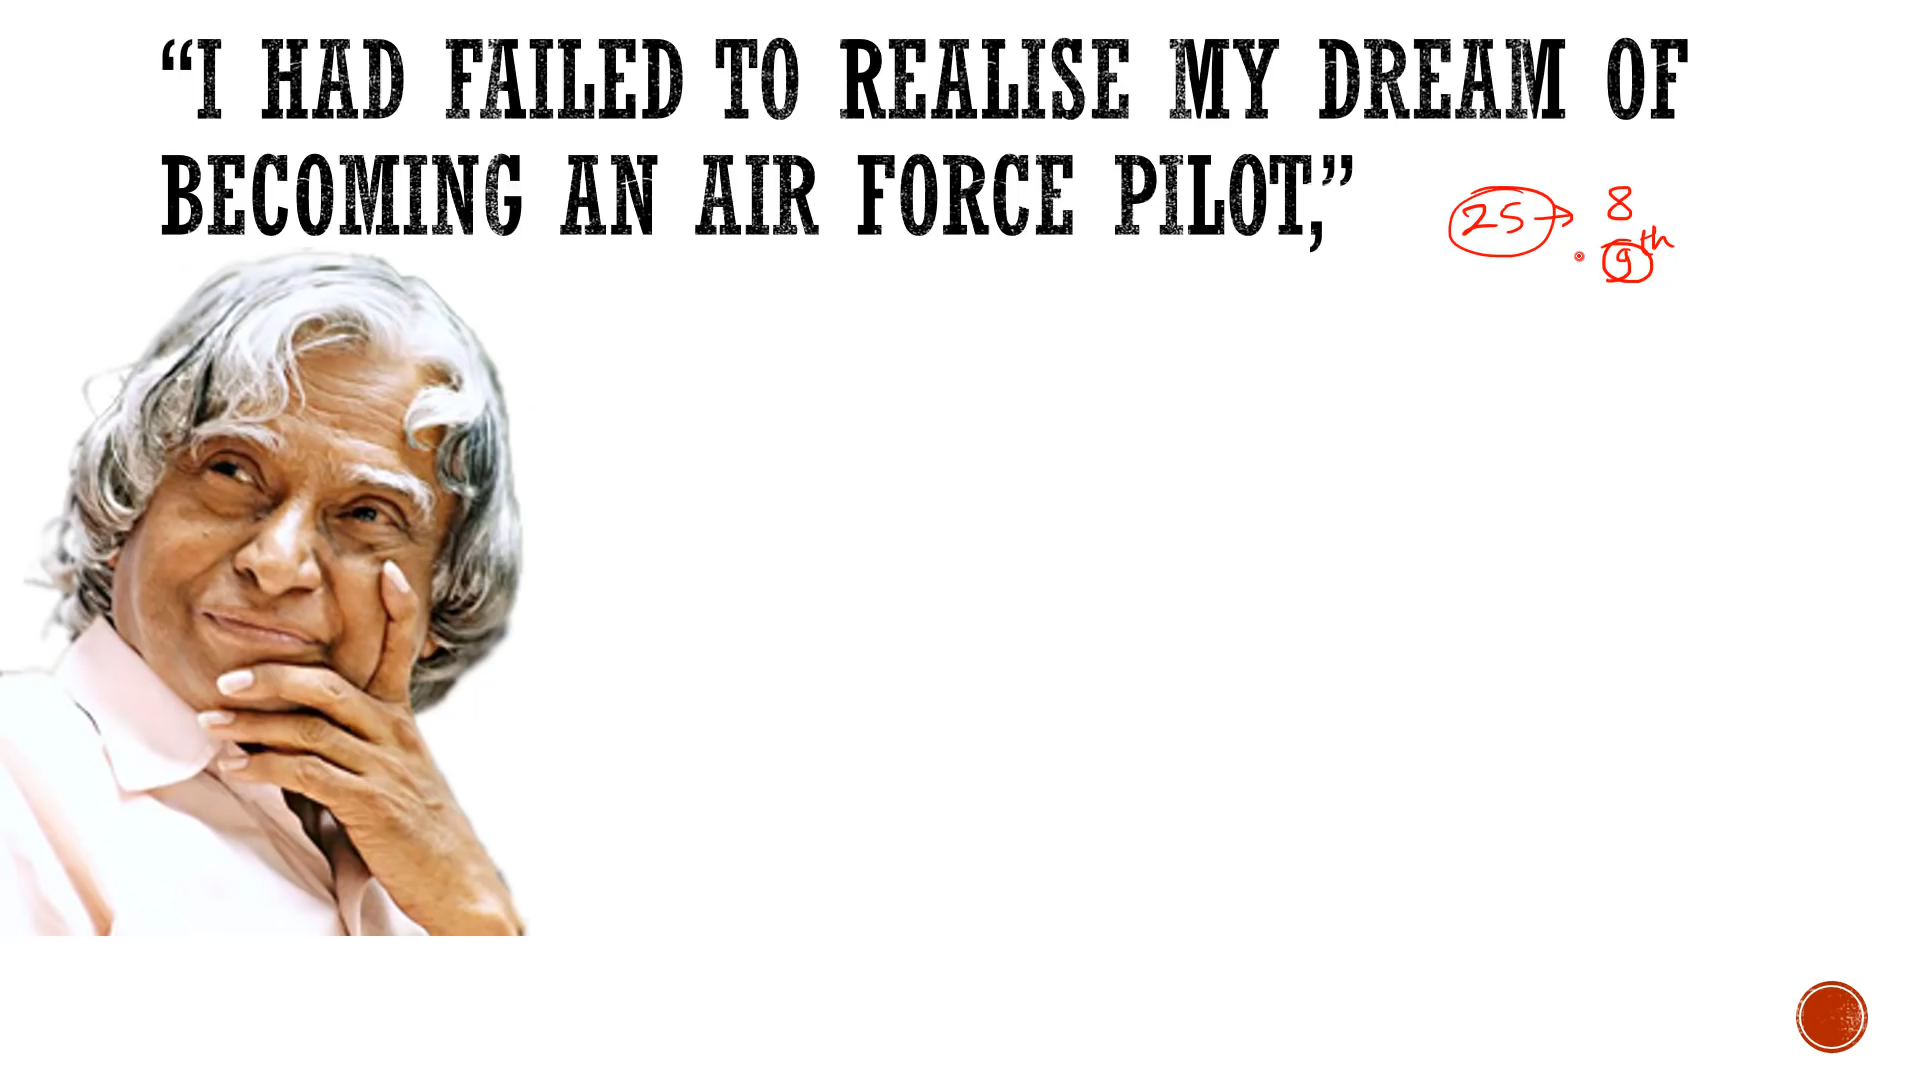 “I HAD FAILED TO REALISE MY DREAM OF
BECOMING AN AIR FORCE PILOT,”
25 → 8
9th